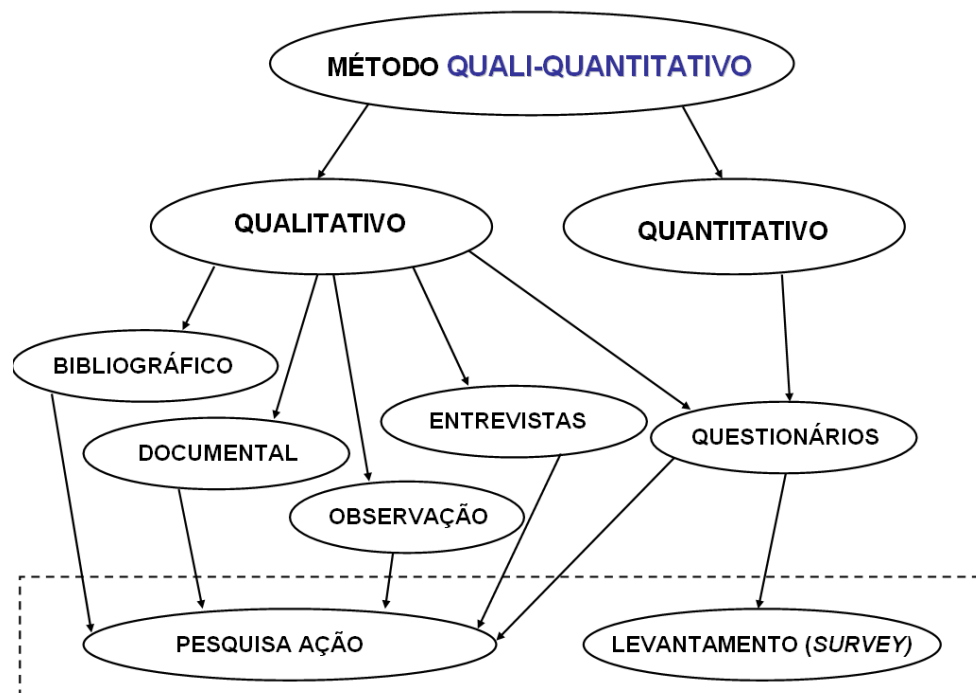 MÉTODO QUALI-QUANTITATIVO
QUALITATIVO
QUANTITATIVO
BIBLIOGRÁFICO
ENTREVISTAS
QUESTIONÁRIOS
DOCUMENTAL
OBSERVAÇÃO
PESQUISA AÇÃO
LEVANTAMENTO (SURVEY)